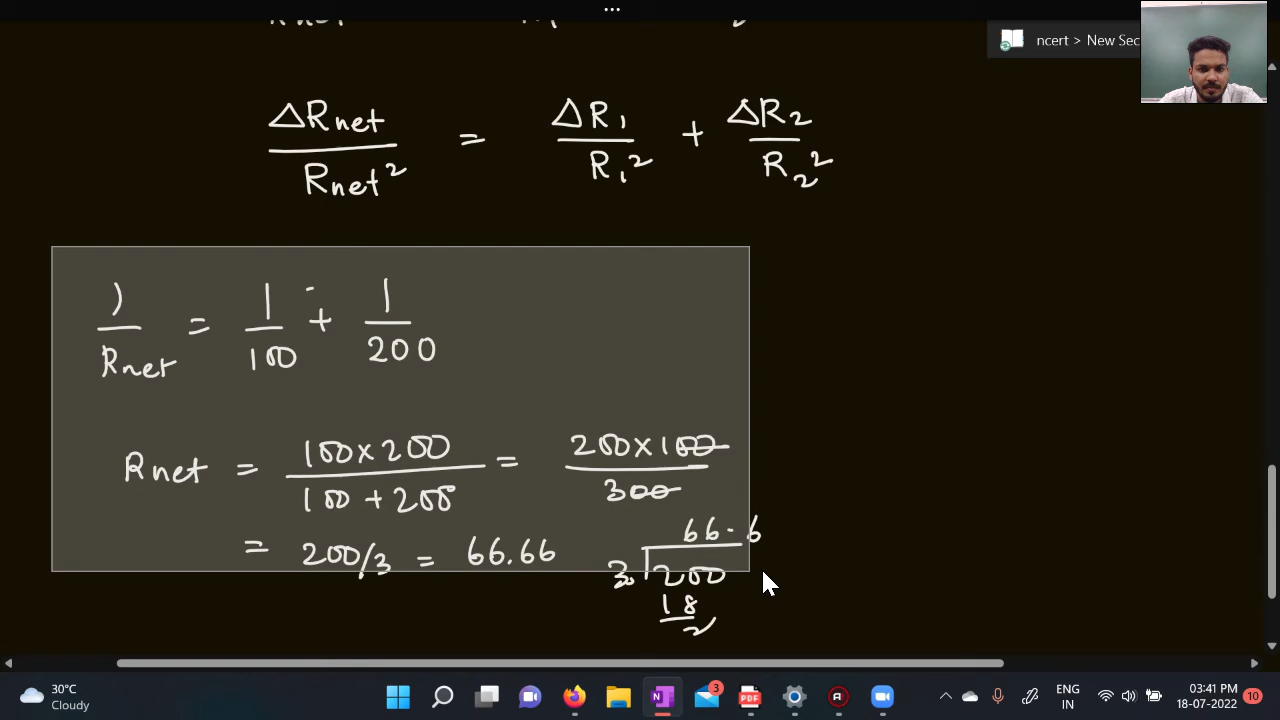 ncert > New Sec
ΔRnet / Rnet² = ΔR₁ / R₁² + ΔR₂ / R₂²
1 / Rnet = 1 / 100 + 1 / 200
Rnet = 100 × 200 / 100 + 200 = 200 × 100 / 300
= 200/3 = 66.66
66.6
200
18
2
3
30°C
Cloudy
PDF
ENG
IN
03:41 PM
18-07-2022
10